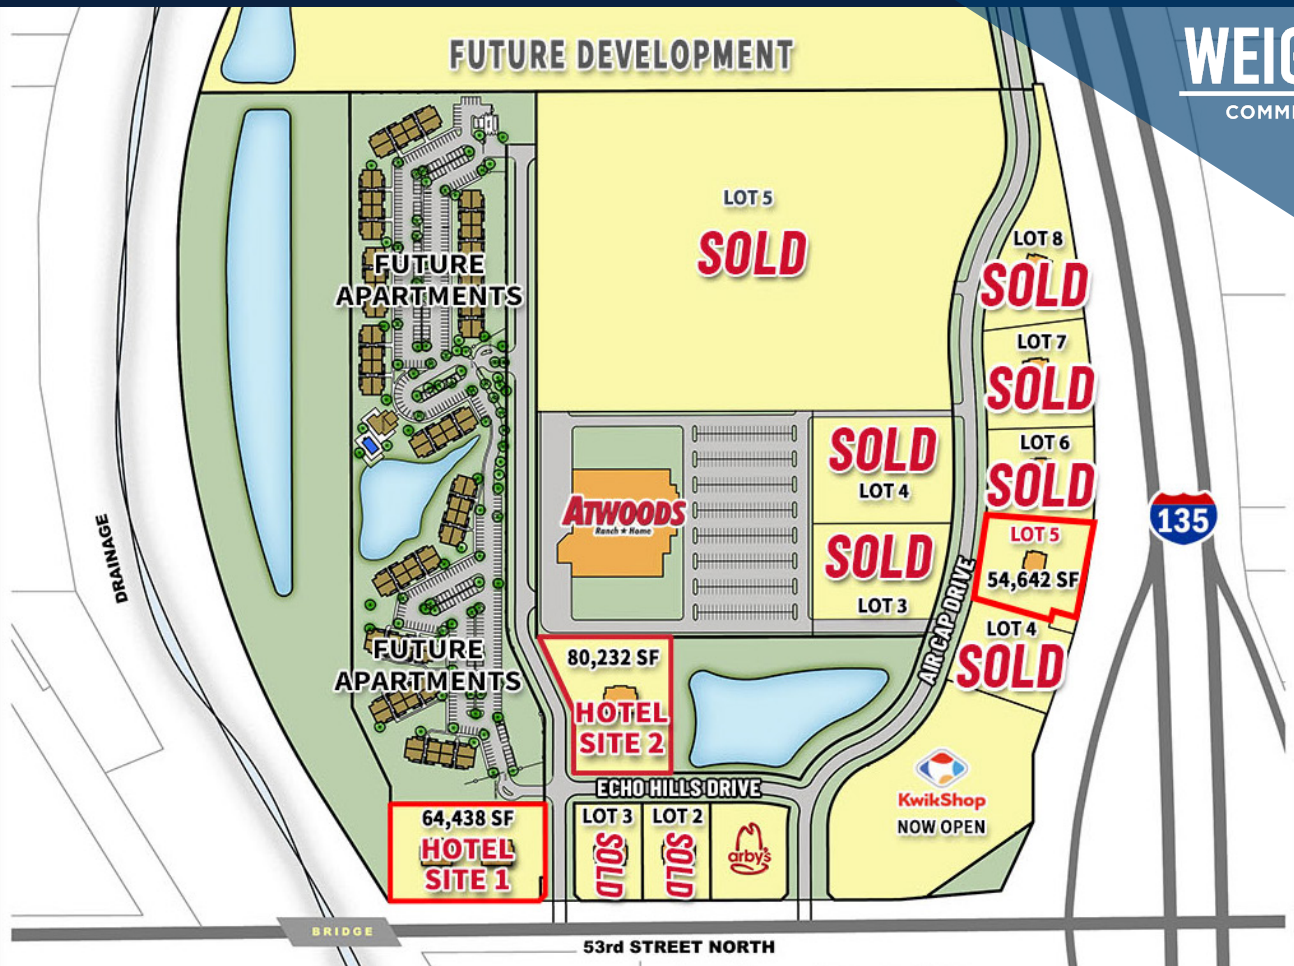 FUTURE DEVELOPMENT
COMM
LOT 5
SOLD
LOT 8
SOLD
FUTURE
APARTMENTS
LOT 7
SOLD
SOLD
LOT 4
LOT 6
SOLD
ATWOODS
Ranch ★ Home
135
LOT 5
54,642 SF
SOLD
LOT 3
DRAINAGE
AIR CAP DRIVE
LOT 4
SOLD
FUTURE
APARTMENTS
80,232 SF
HOTEL
SITE 2
ECHO HILLS DRIVE
KwikShop
NOW OPEN
64,438 SF
HOTEL
SITE 1
LOT 3
SOLD
LOT 2
SOLD
arby's
BRIDGE
53rd STREET NORTH